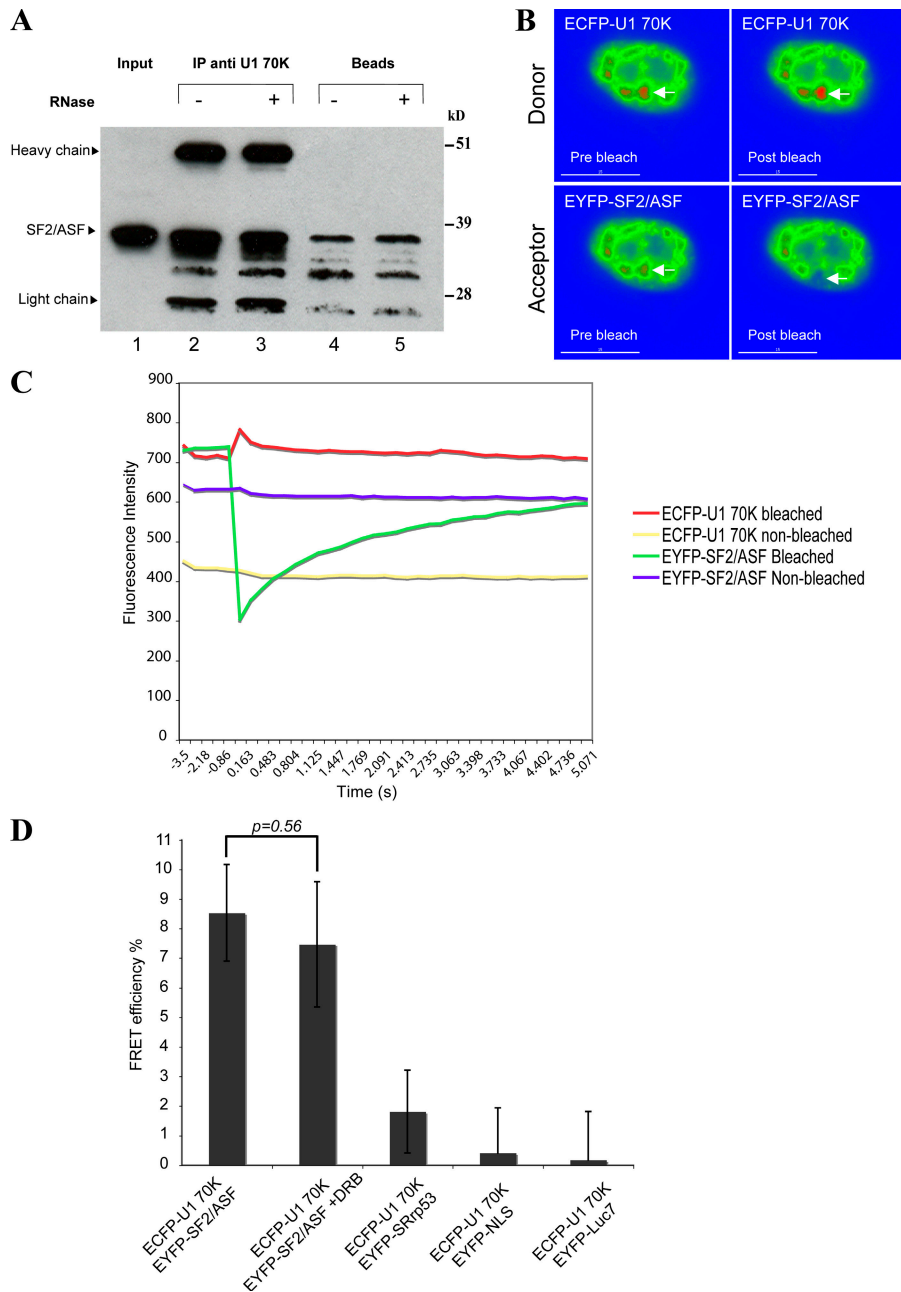 A
Input
IP anti U1 70K
Beads
RNase
-
+
-
+
kD
Heavy chain
51
SF2/ASF
39
Light chain
28
1 2 3 4 5
B
Donor
ECFP-U1 70K
Pre bleach
ECFP-U1 70K
Post bleach
Acceptor
EYFP-SF2/ASF
Pre bleach
EYFP-SF2/ASF
Post bleach
C
Fluorescence Intensity
900
800
700
600
500
400
300
200
100
0
-35 -2.18 -0.86 0.163 0.483 0.804 1.125 1.447 1.769 2.091 2.413 2.735 3.063 3.398 3.733 4.067 4.402 4.736 5.071
Time (s)
ECFP-U1 70K bleached
ECFP-U1 70K non-bleached
EYFP-SF2/ASF Bleached
EYFP-SF2/ASF Non-bleached
D
p=0.56
FRET efficiency %
11
10
9
8
7
6
5
4
3
2
1
0
ECFP-U1 70K
EYFP-SF2/ASF
ECFP-U1 70K
EYFP-SF2/ASF +DRB
ECFP-U1 70K
EYFP-SRrp53
ECFP-U1 70K
EYFP-NLS
ECFP-U1 70K
EYFP-Luc7